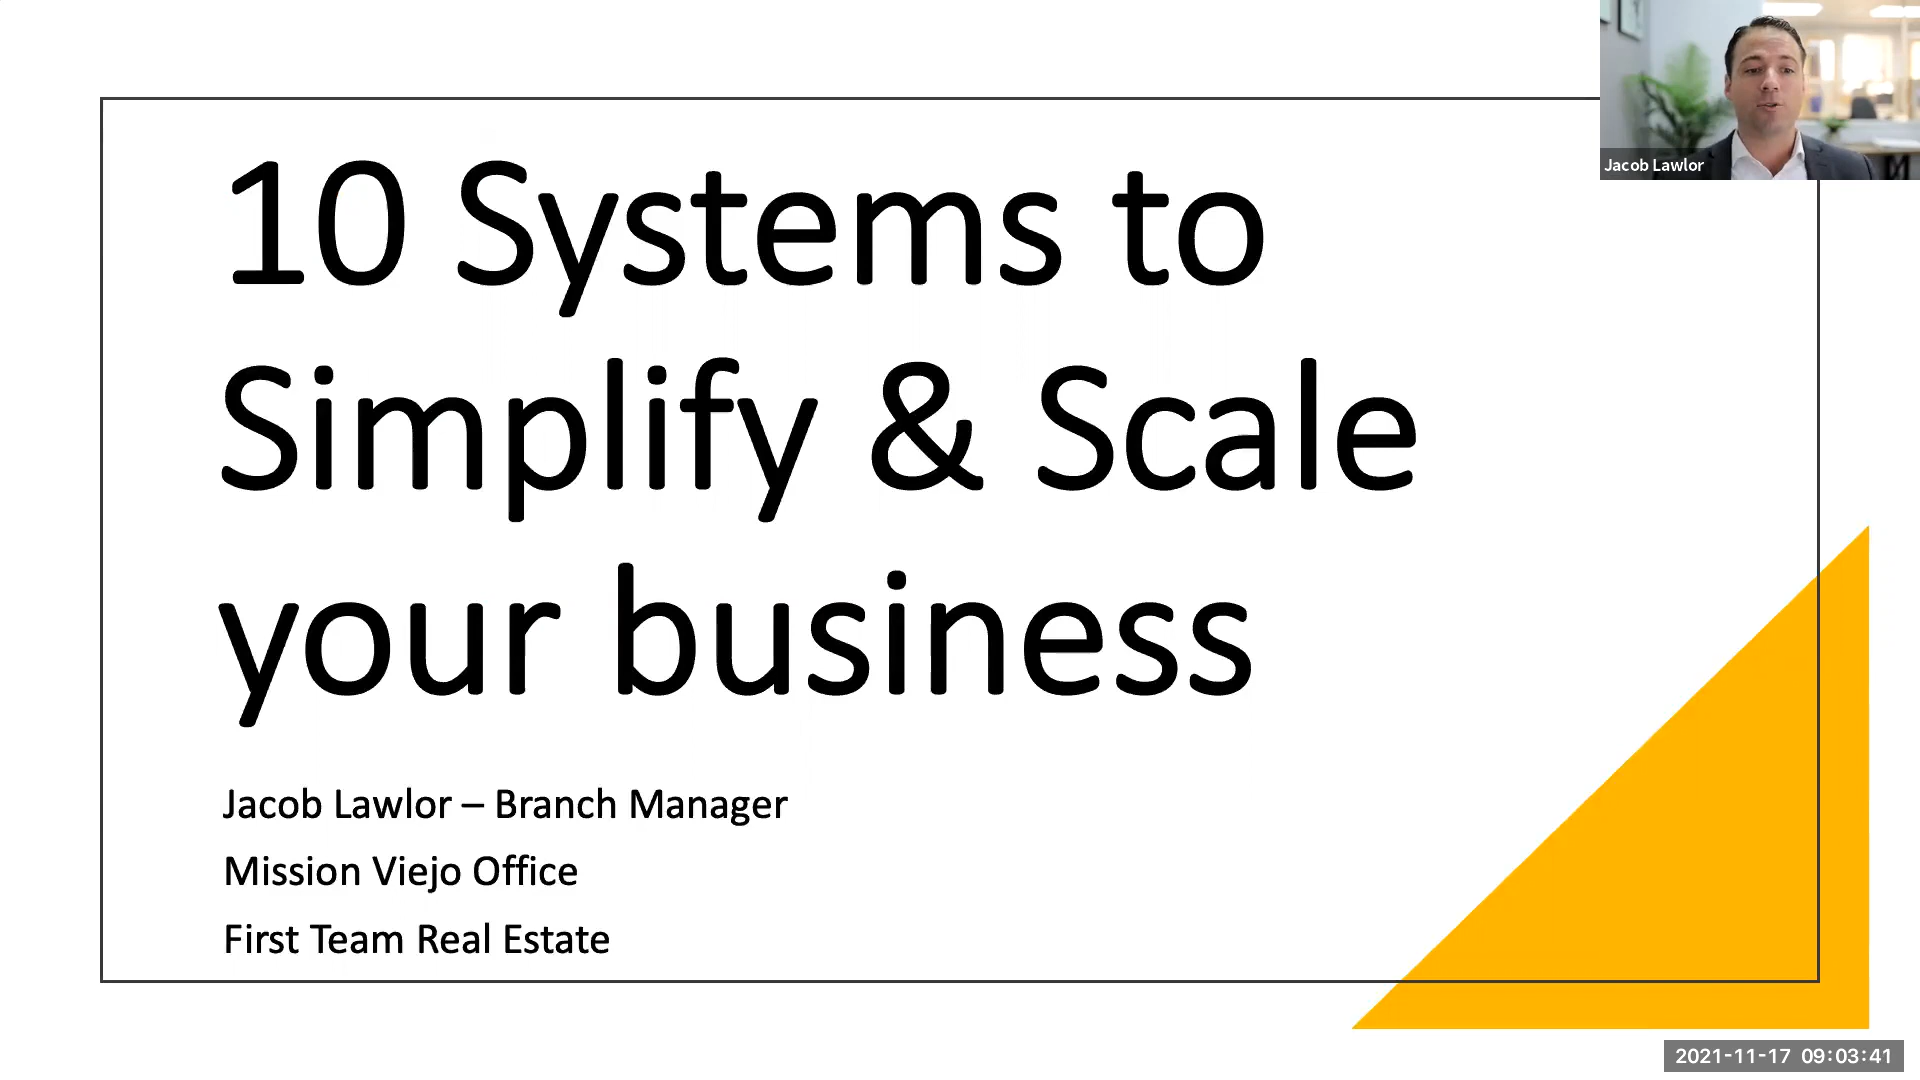 Jacob Lawlor
10 Systems to
Simplify & Scale
your business
Jacob Lawlor – Branch Manager
Mission Viejo Office
First Team Real Estate
2021-11-17 09:03:41